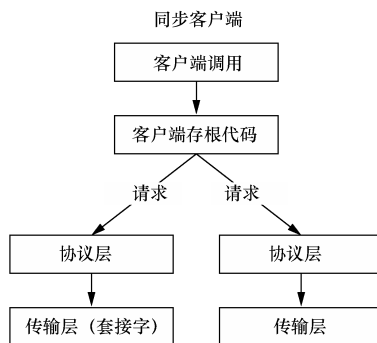 同步客户端
客户端调用
客户端存根代码
请求
请求
协议层
协议层
传输层（套接字）
传输层